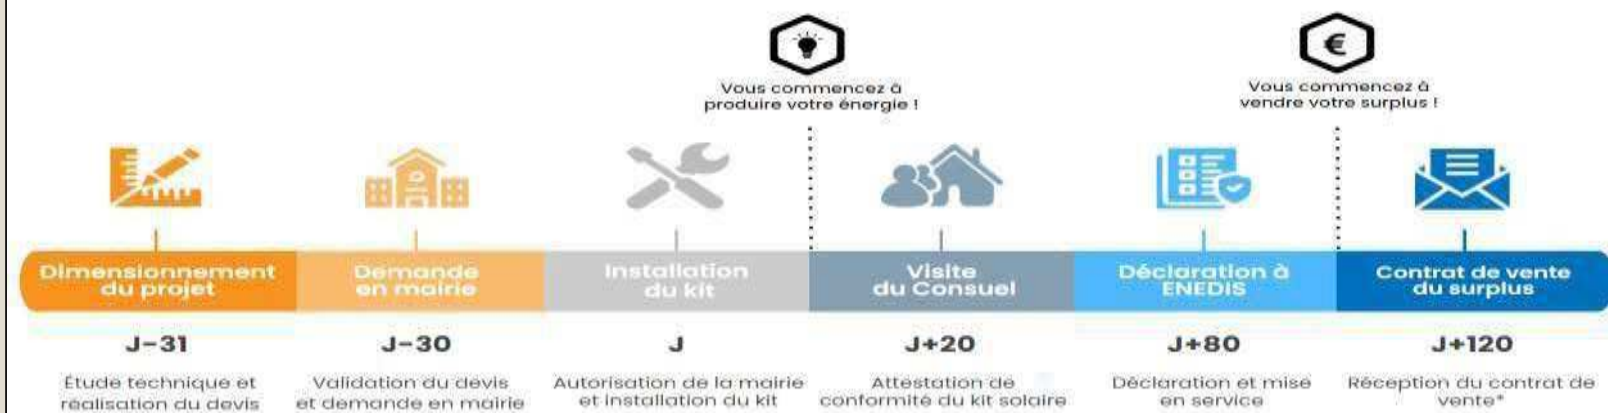 Vous commencez à
produire votre énergie !
€
Vous commencez à
vendre votre surplus !
Dimensionnement
du projet
Demande
en mairie
Installation
du kit
Visite
du Consuel
Déclaration à
ENEDIS
Contrat de vente
du surplus
J-31
J-30
J
J+20
J+80
J+120
Étude technique et
réalisation du devis
Validation du devis
et demande en mairie
Autorisation de la mairie
et installation du kit
Attestation de
conformité du kit solaire
Déclaration et mise
en service
Réception du contrat de
vente*